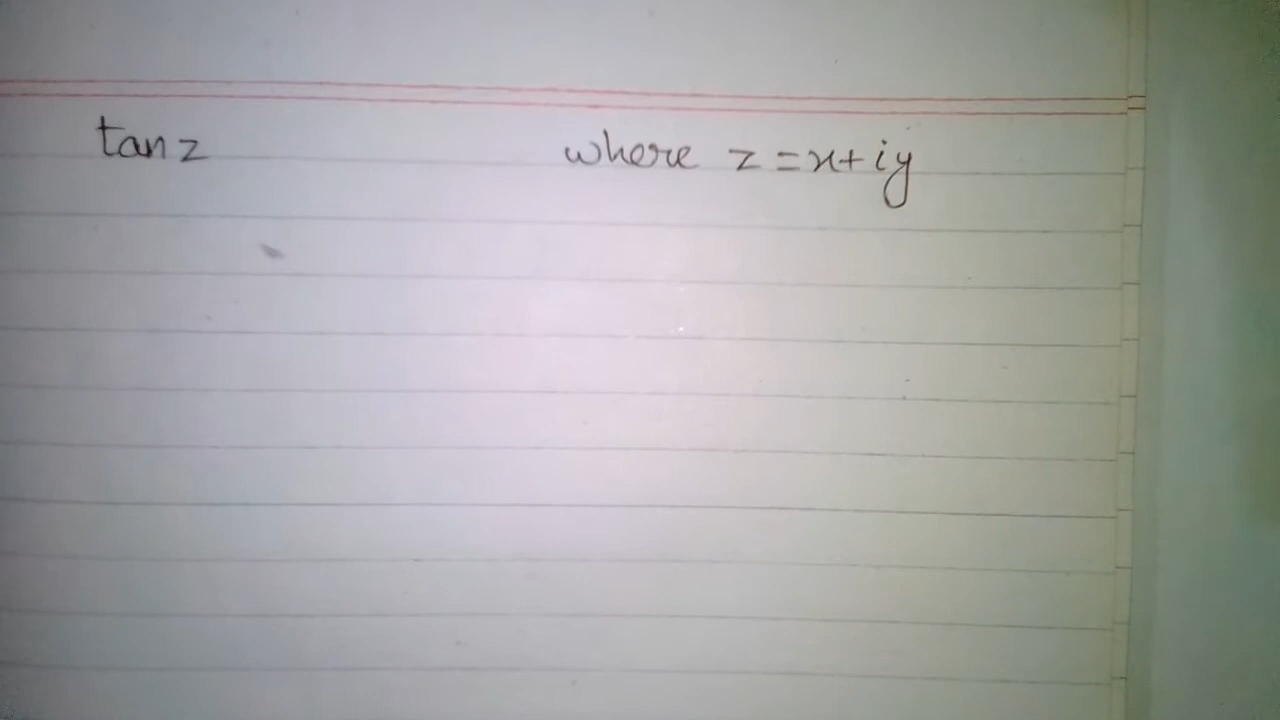 tan z where z = x + iy